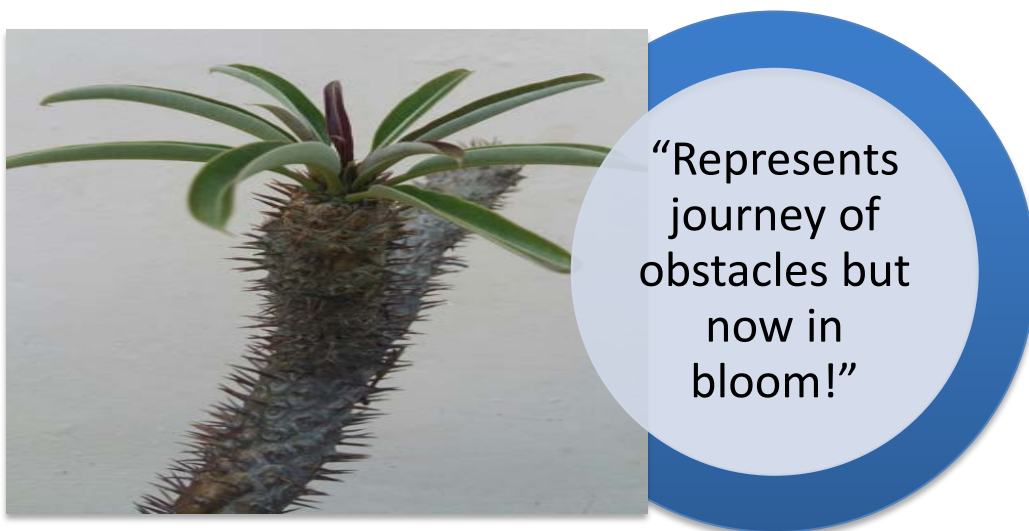 “Represents
journey of
obstacles but
now in
bloom!”